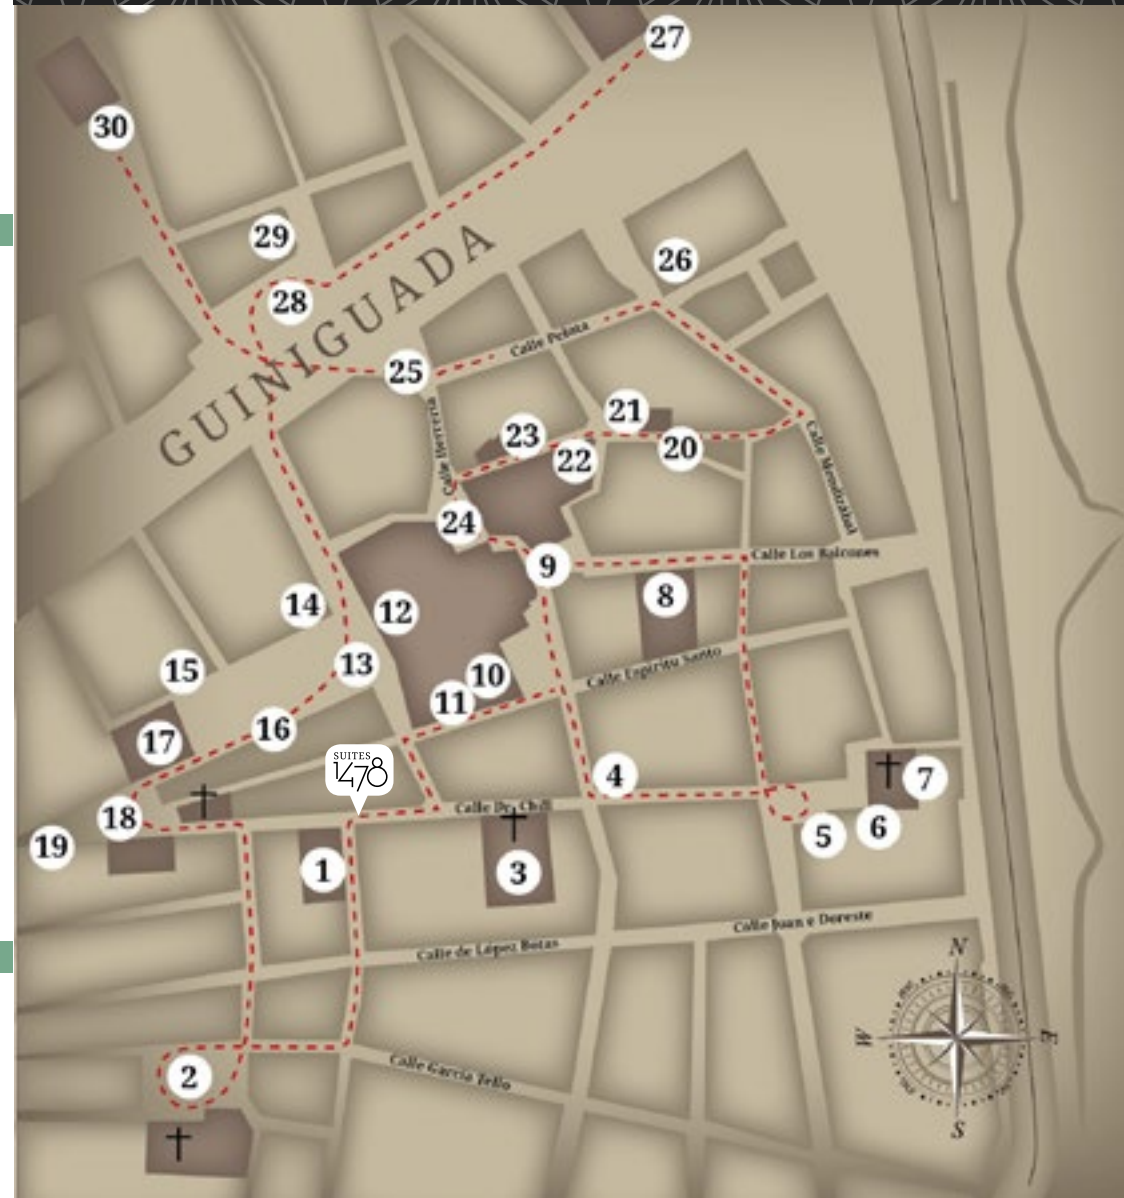 27
30
29
28
GUINIGUADA
26
Calle Pelota
25
Calle Herrería
21
23
20
22
Calle Mendizábal
24
Calle Los Balcones
9
8
14
12
13
Calle Espíritu Santo
15
10
11
16
17
SUITES
1478
4
7
Calle Dr. Chil
18
5
6
19
1
3
Calle Juan e Doreste
Calle de López Botas
N
W
E
S
2
Calle García Tello